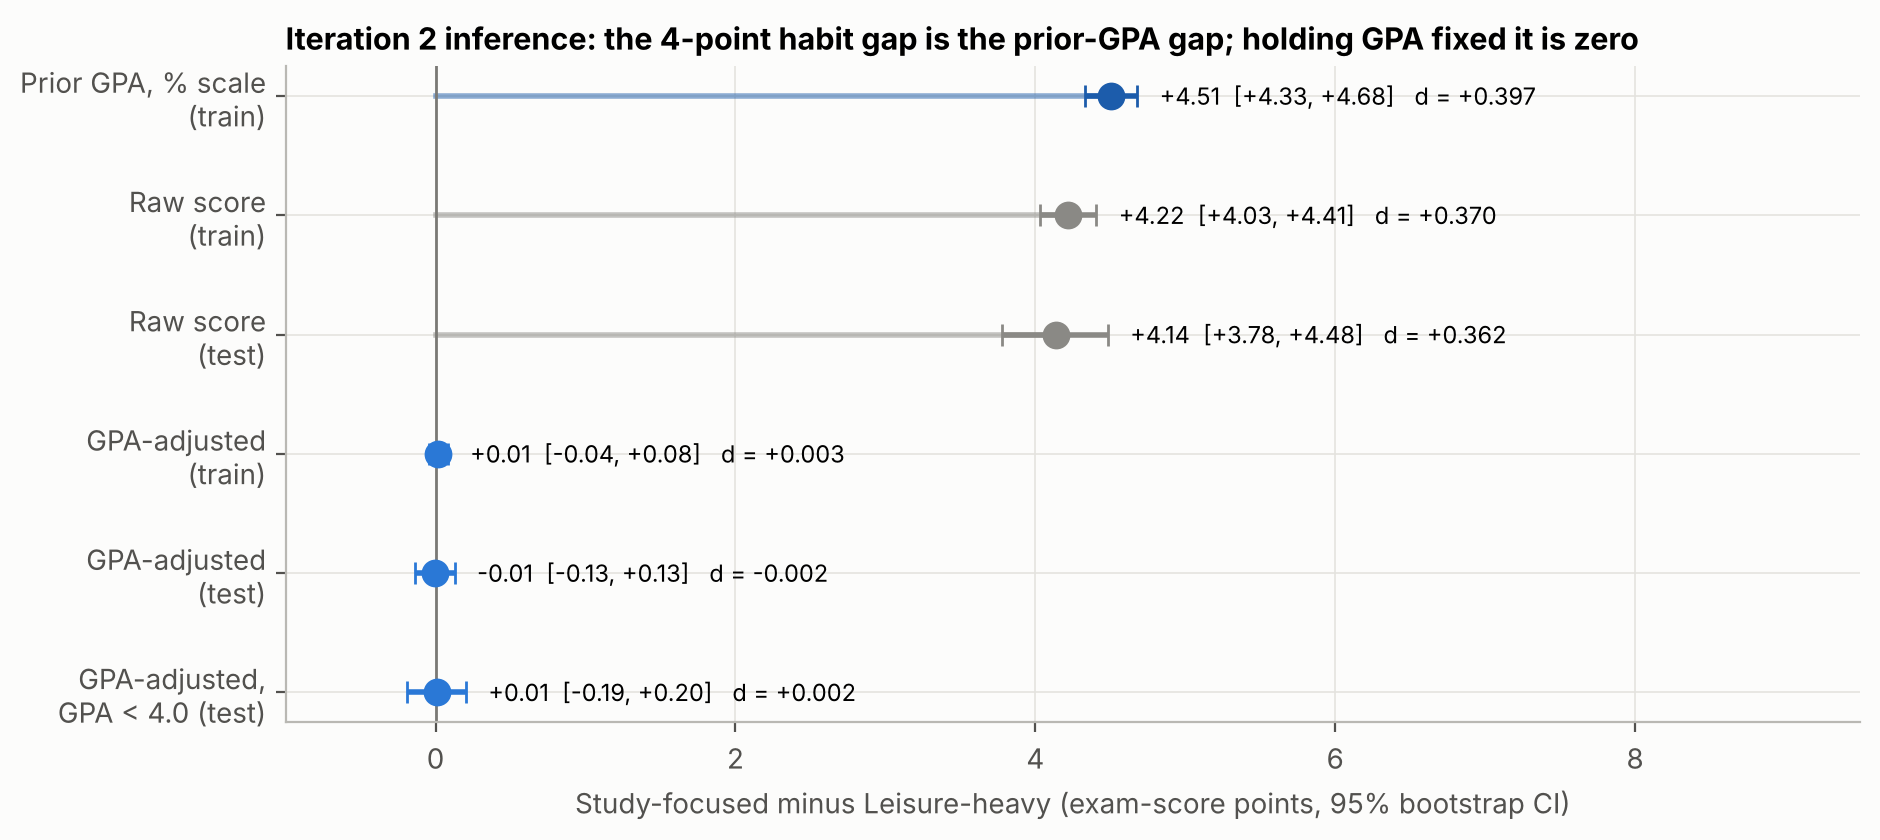 Iteration 2 inference: the 4-point habit gap is the prior-GPA gap; holding GPA fixed it is zero
Prior GPA, % scale
(train)
+4.51 [+4.33, +4.68] d = +0.397
Raw score
(train)
+4.22 [+4.03, +4.41] d = +0.370
Raw score
(test)
+4.14 [+3.78, +4.48] d = +0.362
GPA-adjusted
(train)
+0.01 [-0.04, +0.08] d = +0.003
GPA-adjusted
(test)
-0.01 [-0.13, +0.13] d = -0.002
GPA-adjusted,
GPA < 4.0 (test)
+0.01 [-0.19, +0.20] d = +0.002
0 2 4 6 8
Study-focused minus Leisure-heavy (exam-score points, 95% bootstrap CI)